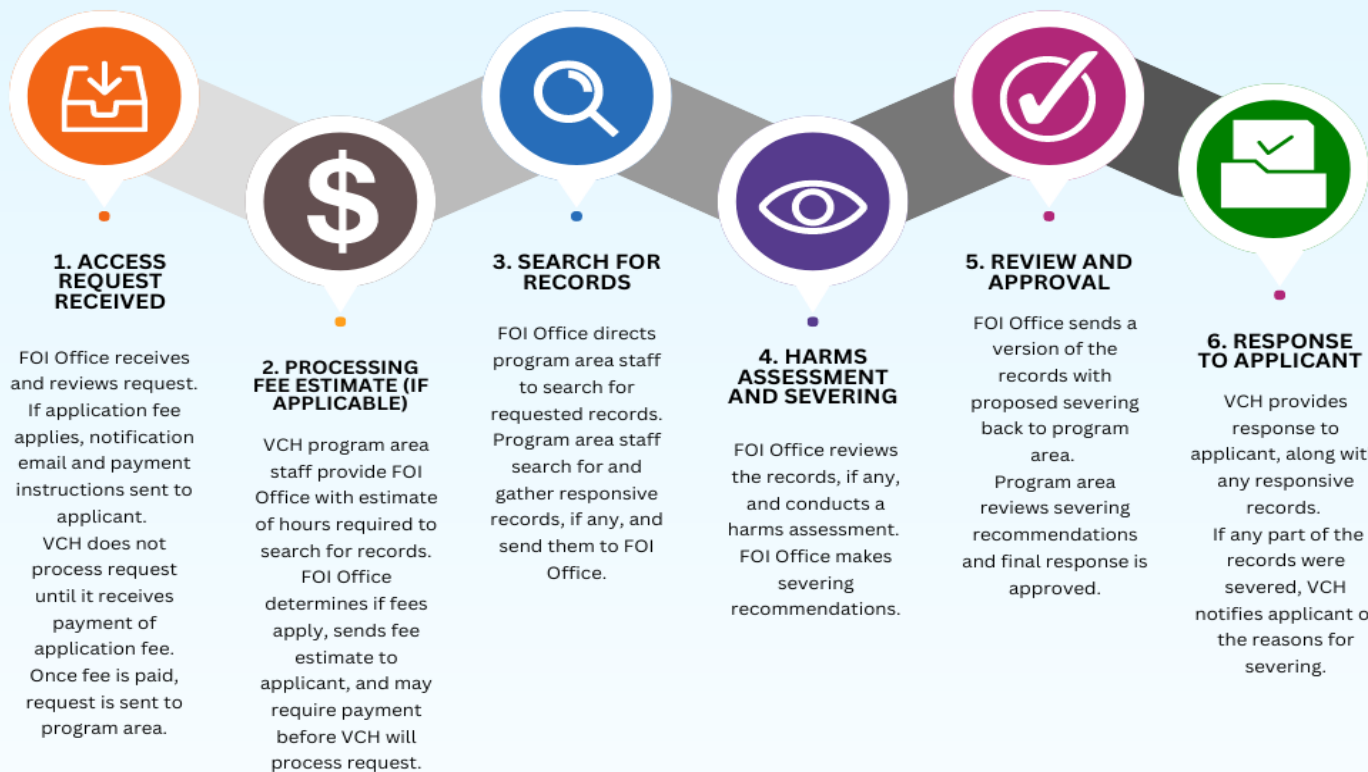 1. ACCESS
REQUEST
RECEIVED
FOI Office receives
and reviews request.
If application fee
applies, notification
email and payment
instructions sent to
applicant.
VCH does not
process request
until it receives
payment of
application fee.
Once fee is paid,
request is sent to
program area.
$
2. PROCESSING
FEE ESTIMATE (IF
APPLICABLE)
VCH program area
staff provide FOI
Office with estimate
of hours required to
search for records.
FOI Office
determines if fees
apply, sends fee
estimate to
applicant, and may
require payment
before VCH will
process request.
3. SEARCH FOR
RECORDS
FOI Office directs
program area staff
to search for
requested records.
Program area staff
search for and
gather responsive
records, if any, and
send them to FOI
Office.
4. HARMS
ASSESSMENT
AND SEVERING
FOI Office reviews
the records, if any,
and conducts a
harms assessment.
FOI Office makes
severing
recommendations.
5. REVIEW AND
APPROVAL
FOI Office sends a
version of the
records with
proposed severing
back to program
area.
Program area
reviews severing
recommendations
and final response is
approved.
6. RESPONSE
TO APPLICANT
VCH provides
response to
applicant, along
any responsive
records.
If any part of the
records were
severed, VCH
notifies applicant
the reasons for
severing.